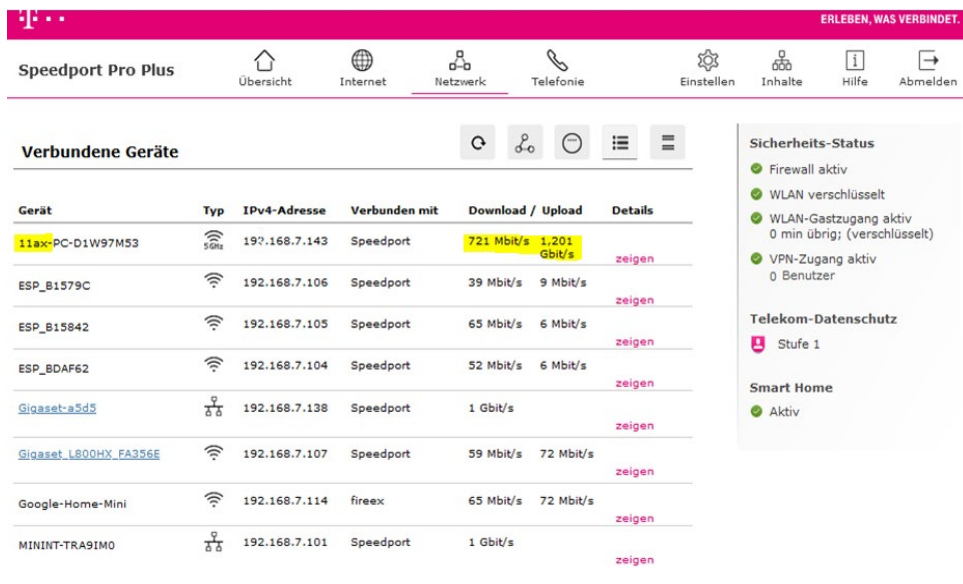 T
ERLEBEN, WAS VERBINDET.
Speedport Pro Plus
Übersicht
Internet
Netzwerk
Telefonie
Einstellen
Inhalte
Hilfe
Abmelden
Verbundene Geräte
Gerät Typ IPv4-Adresse Verbunden mit Download / Upload Details
11ax-PC-D1W97M53 5GHz 192.168.7.143 Speedport 721 Mbit/s 1,201
Gbit/s
zeigen
ESP_B1579C 192.168.7.106 Speedport 39 Mbit/s 9 Mbit/s
zeigen
ESP_B15842 192.168.7.105 Speedport 65 Mbit/s 6 Mbit/s
zeigen
ESP_BDAF62 192.168.7.104 Speedport 52 Mbit/s 6 Mbit/s
zeigen
Gigaset-a5d5 192.168.7.138 Speedport 1 Gbit/s
zeigen
Gigaset_L800HX_FA356E 192.168.7.107 Speedport 59 Mbit/s 72 Mbit/s
zeigen
Google-Home-Mini 192.168.7.114 fireex 65 Mbit/s 72 Mbit/s
zeigen
MININT-TRA9IM0 192.168.7.101 Speedport 1 Gbit/s
zeigen
Sicherheits-Status
Firewall aktiv
WLAN verschlüsselt
WLAN-Gastzugang aktiv
0 min übrig; (verschlüsselt)
VPN-Zugang aktiv
0 Benutzer
Telekom-Datenschutz
Stufe 1
Smart Home
Aktiv